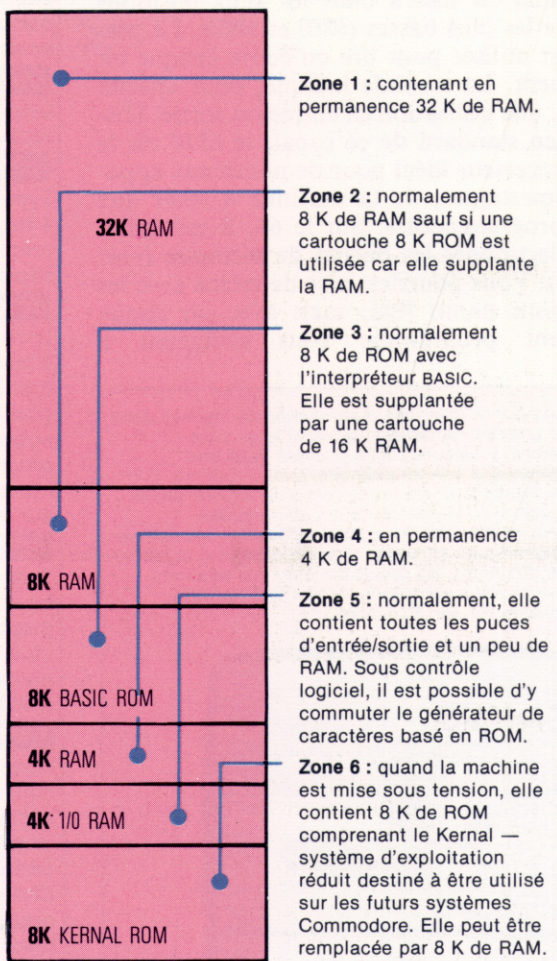 Zone 1 : contenant en
permanence 32 K de RAM.
Zone 2 : normalement
8 K de RAM sauf si une
cartouche 8 K ROM est
utilisée car elle supplante
la RAM.
32K RAM
Zone 3 : normalement
8 K de ROM avec
l'interpréteur BASIC.
Elle est supplantée
par une cartouche
de 16 K RAM.
Zone 4 : en permanence
4 K de RAM.
8K RAM
Zone 5 : normalement, elle
contient toutes les puces
d'entrée/sortie et un peu de
RAM. Sous contrôle
logiciel, il est possible d'y
commuter le générateur de
caractères basé en ROM.
8K BASIC ROM
4K RAM
Zone 6 : quand la machine
est mise sous tension, elle
contient 8 K de ROM
comprenant le Kernal —
système d'exploitation
réduit destiné à être utilisé
sur les futurs systèmes
Commodore. Elle peut être
remplacée par 8 K de RAM.
4K 1/0 RAM
8K KERNAL ROM